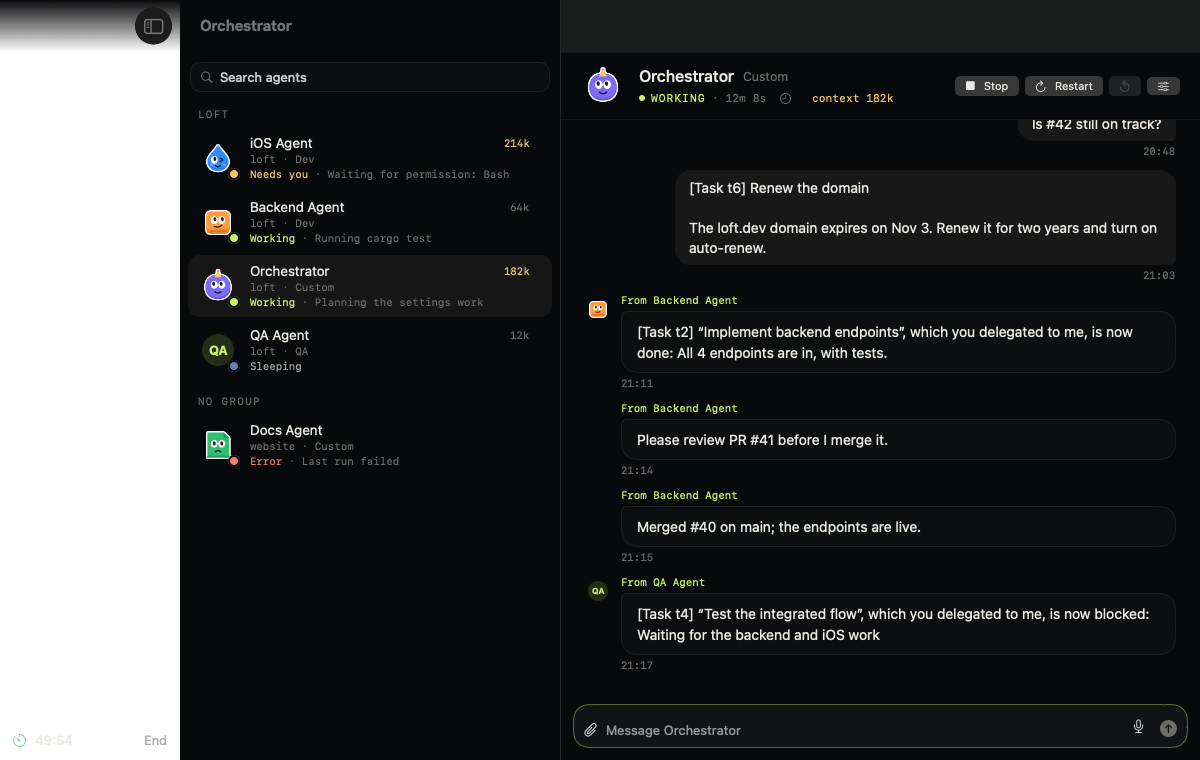 Orchestrator
Search agents
LOFT
iOS Agent 214k
loft · Dev
Needs you · Waiting for permission: Bash
Backend Agent 64k
loft · Dev
Working · Running cargo test
Orchestrator 182k
loft · Custom
Working · Planning the settings work
QA
QA Agent 12k
loft · QA
Sleeping
NO GROUP
Docs Agent
website · Custom
Error · Last run failed
49:54 End
Orchestrator Custom
WORKING · 12m 8s context 182k
Stop
Restart
Is #42 still on track?
20:48
[Task t6] Renew the domain
The loft.dev domain expires on Nov 3. Renew it for two years and turn on
auto-renew.
21:03
From Backend Agent
[Task t2] “Implement backend endpoints”, which you delegated to me, is now
done: All 4 endpoints are in, with tests.
21:11
From Backend Agent
Please review PR #41 before I merge it.
21:14
From Backend Agent
Merged #40 on main; the endpoints are live.
21:15
QA
From QA Agent
[Task t4] “Test the integrated flow”, which you delegated to me, is now blocked:
Waiting for the backend and iOS work
21:17
Message Orchestrator